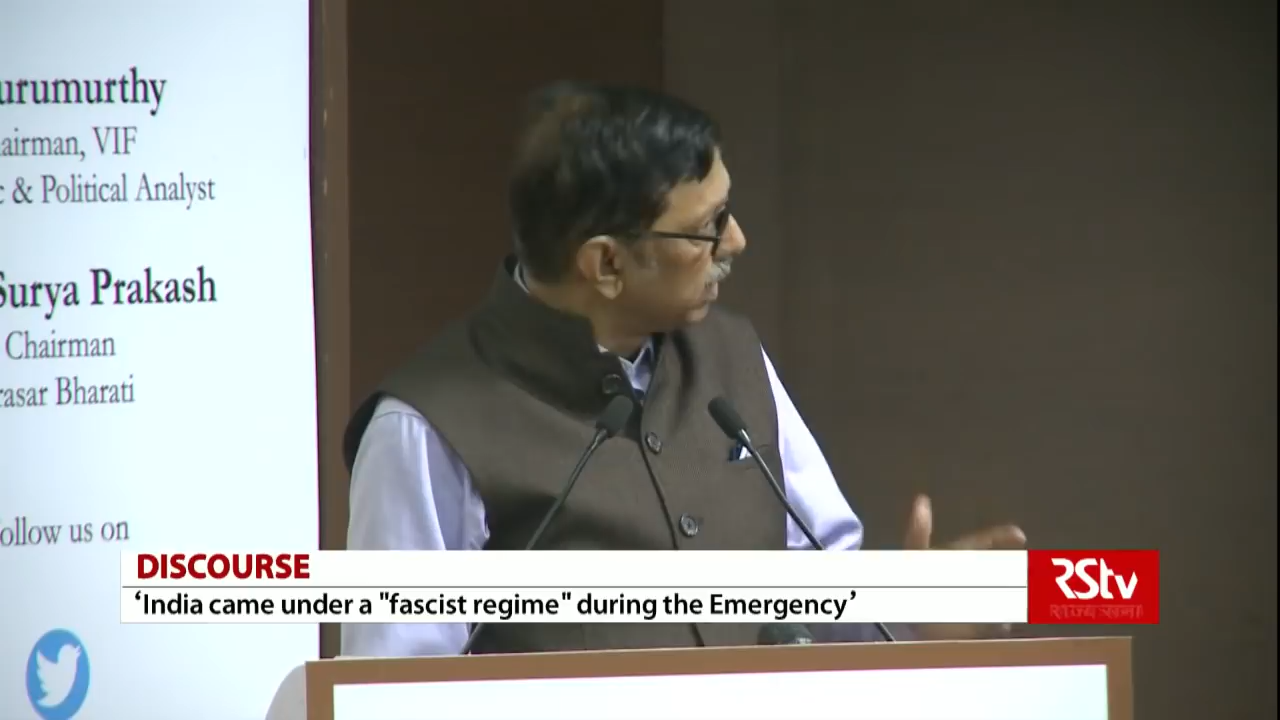 urumurthy
airman, VIF
c & Political Analyst
Surya Prakash
Chairman
rasar Bharati
ollow us on
DISCOURSE
‘India came under a "fascist regime" during the Emergency’
RStv